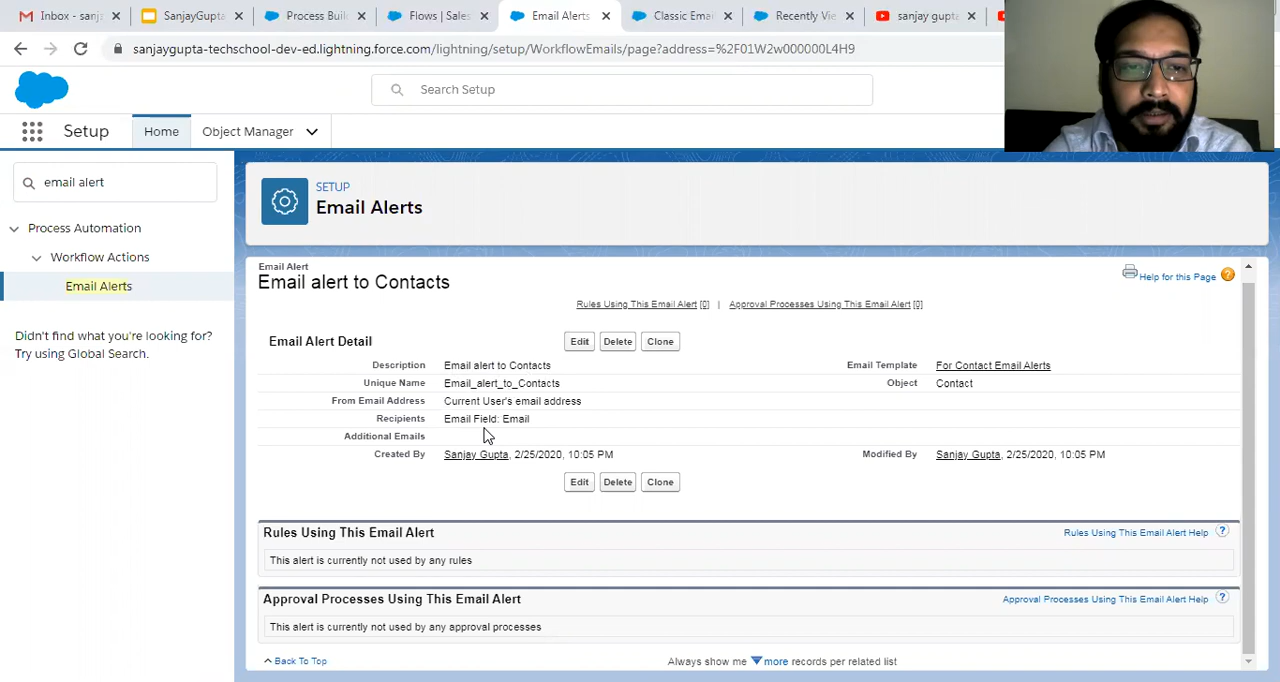 Inbox - sanj
SanjayGupta
Process Buil
Flows | Sales
Email Alerts
Classic Emai
Recently Vie
sanjay gupta
sanjaygupta-techschool-dev-ed.lightning.force.com/lightning/setup/WorkflowEmails/page?address=%2F01W2w000000L4H9
Search Setup
Setup
Home
Object Manager
email alert
Process Automation
Workflow Actions
Email Alerts
Didn't find what you're looking for?
Try using Global Search.
SETUP
Email Alerts
Email Alert
Email alert to Contacts
Help for this Page
Rules Using This Email Alert [0] | Approval Processes Using This Email Alert [0]
Email Alert Detail
Edit Delete Clone
Description Email alert to Contacts Email Template For Contact Email Alerts
Unique Name Email_alert_to_Contacts Object Contact
From Email Address Current User's email address
Recipients Email Field: Email
Additional Emails
Created By Sanjay Gupta, 2/25/2020, 10:05 PM Modified By Sanjay Gupta, 2/25/2020, 10:05 PM
Edit Delete Clone
Rules Using This Email Alert Rules Using This Email Alert Help ?
This alert is currently not used by any rules
Approval Processes Using This Email Alert Approval Processes Using This Email Alert Help ?
This alert is currently not used by any approval processes
Back To Top Always show me more records per related list